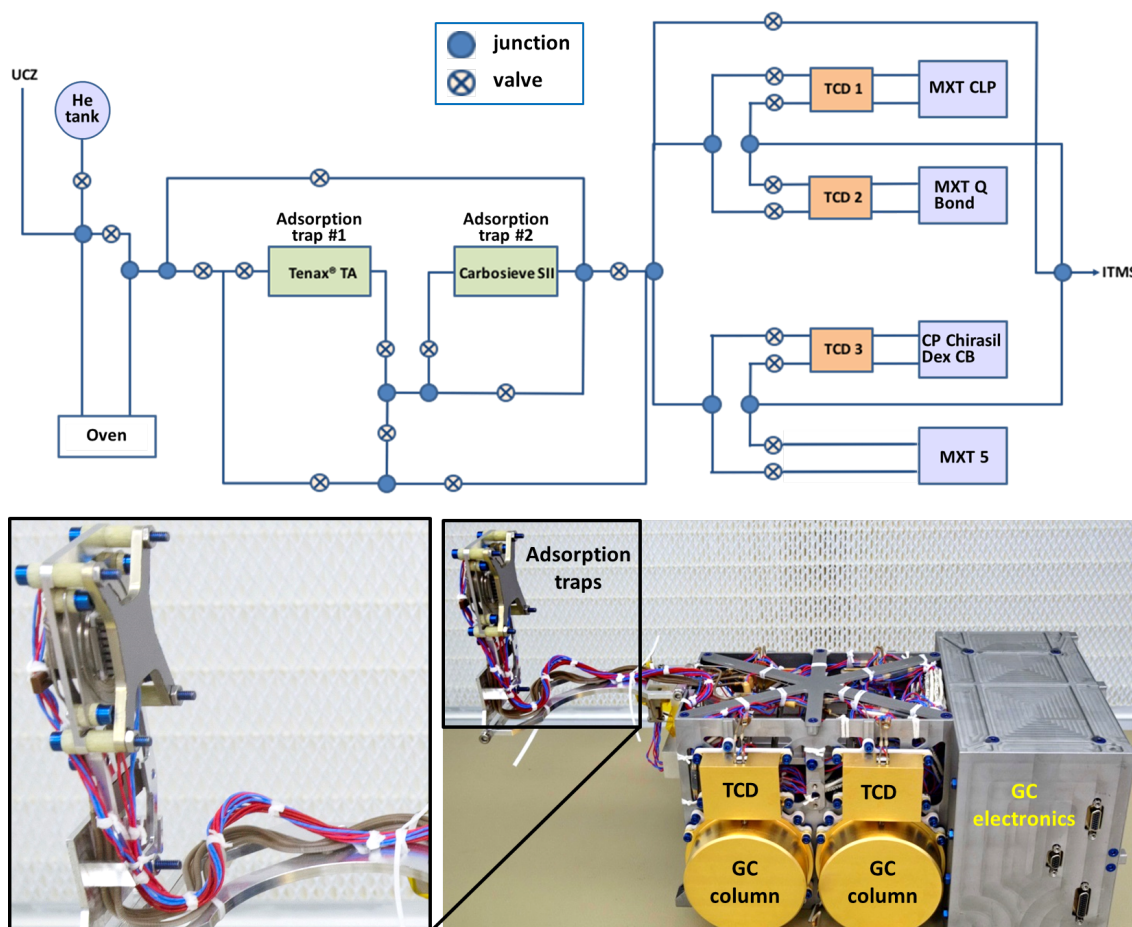 junction
valve
UCZ
He
tank
TCD 1
MXT CLP
TCD 2
MXT Q
Bond
Adsorption
trap #1
Adsorption
trap #2
Tenax® TA
Carbosieve SII
ITMS
TCD 3
CP Chirasil
Dex CB
Oven
MXT 5
Adsorption
traps
TCD
TCD
GC
electronics
GC
column
GC
column